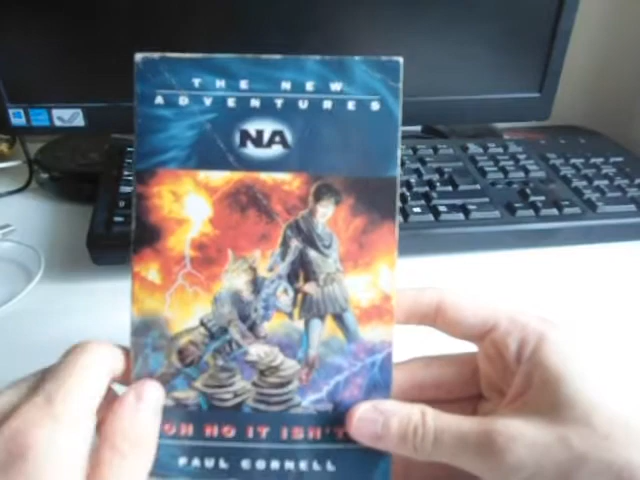 THE NEW
ADVENTURES
NA
OH NO IT ISN'T
PAUL CORNELL